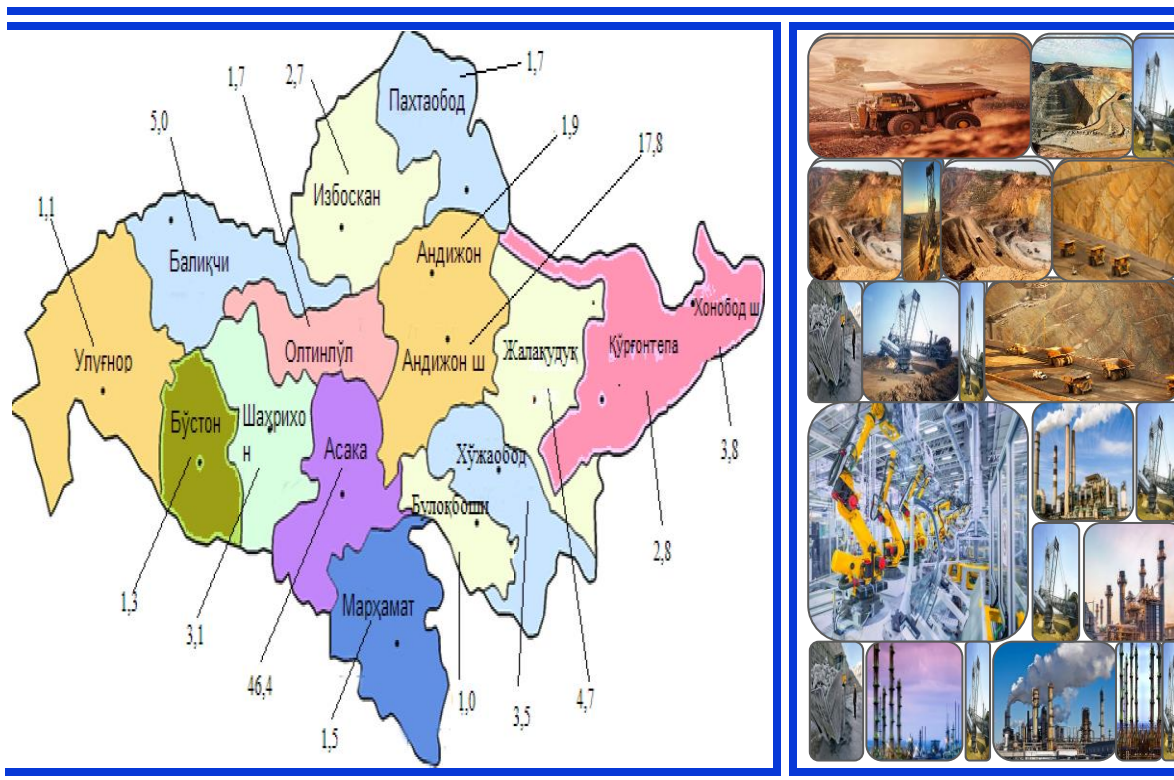 1,7
2,7
1,7
Пахтаобод
5,0
1,9
17,8
Избоскан
1,1
Балиқчи
Андижон
Хонобод ш
Олтинлўл
Жалақудуқ
Қўрғонтепа
Улуғнор
Андижон ш
Бўстон
Шаҳрихо
н
Асака
3,8
Хўжаобод
Булоқбоши
2,8
1,3
Марҳамат
3,1
46,4
1,0
4,7
3,5
1,5